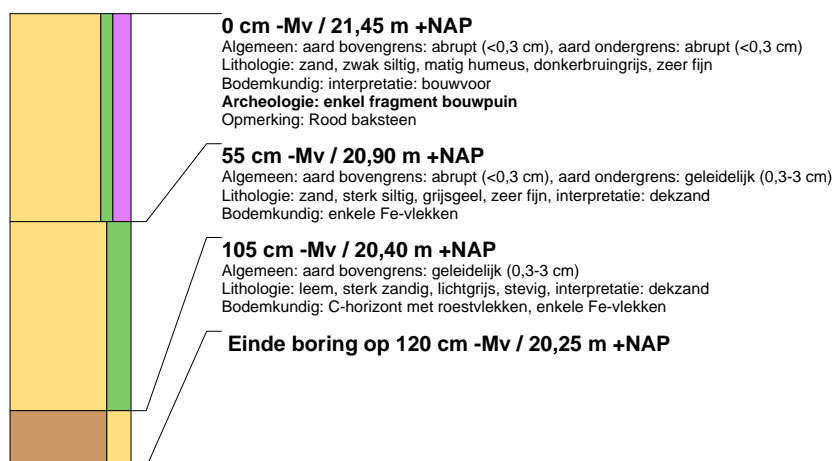 0 cm -Mv / 21,45 m +NAP
Algemeen: aard bovengrens: abrupt (<0,3 cm), aard ondergrens: abrupt (<0,3 cm)
Lithologie: zand, zwak siltig, matig humeus, donkerbruingrijs, zeer fijn
Bodemkundig: interpretatie: bouwvoor
Archeologie: enkel fragment bouwpuin
Opmerking: Rood baksteen
55 cm -Mv / 20,90 m +NAP
Algemeen: aard bovengrens: abrupt (<0,3 cm), aard ondergrens: geleidelijk (0,3-3 cm)
Lithologie: zand, sterk siltig, grijsgeel, zeer fijn, interpretatie: dekzand
Bodemkundig: enkele Fe-vlekken
105 cm -Mv / 20,40 m +NAP
Algemeen: aard bovengrens: geleidelijk (0,3-3 cm)
Lithologie: leem, sterk zandig, lichtgrijs, stevig, interpretatie: dekzand
Bodemkundig: C-horizont met roestvlekken, enkele Fe-vlekken
Einde boring op 120 cm -Mv / 20,25 m +NAP